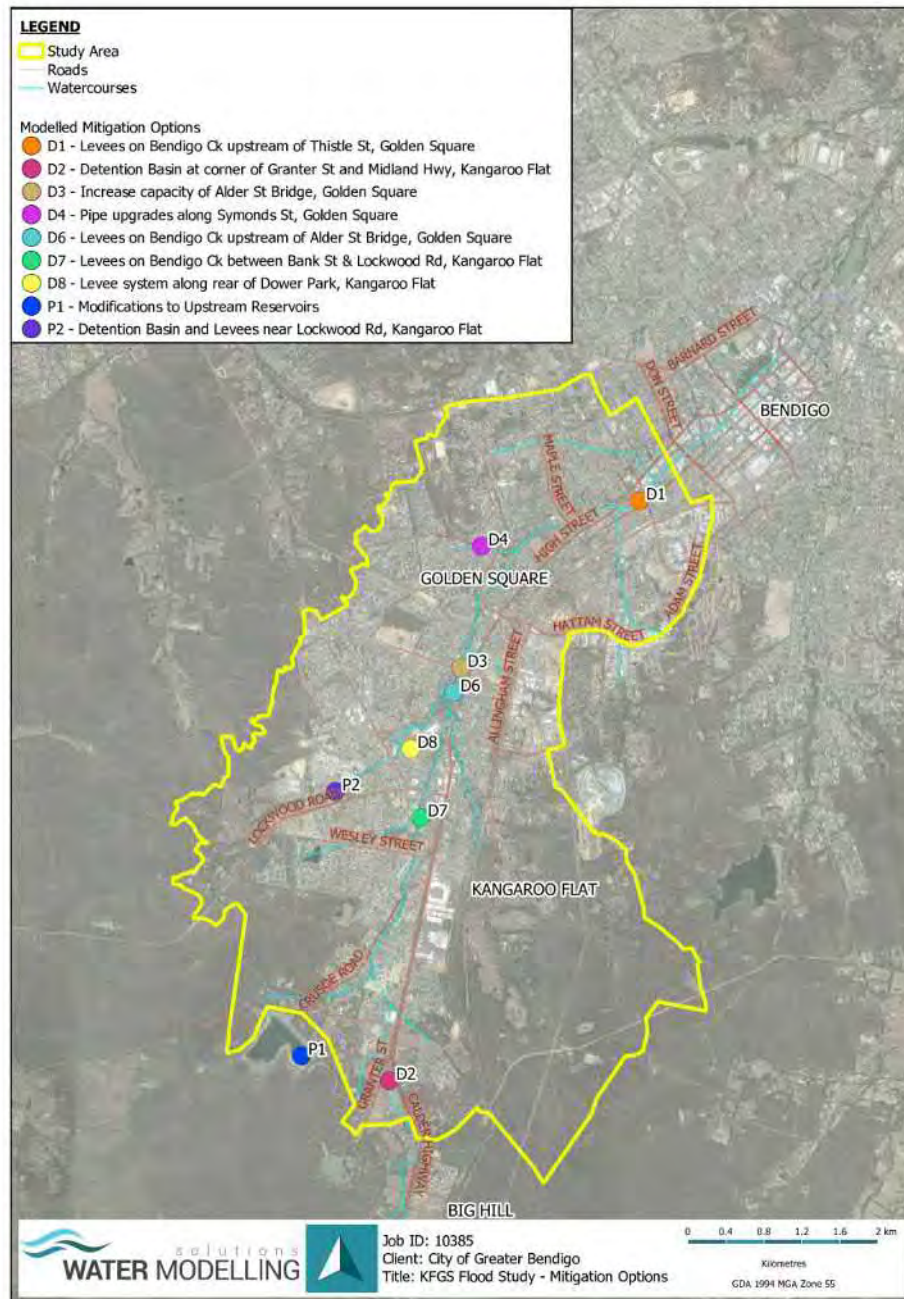 LEGEND
Study Area
Roads
Watercourses
Modelled Mitigation Options
D1 - Levees on Bendigo Ck upstream of Thistle St, Golden Square
D2 - Detention Basin at corner of Granter St and Midland Hwy, Kangaroo Flat
D3 - Increase capacity of Alder St Bridge, Golden Square
D4 - Pipe upgrades along Symonds St, Golden Square
D6 - Levees on Bendigo Ck upstream of Alder St Bridge, Golden Square
D7 - Levees on Bendigo Ck between Bank St & Lockwood Rd, Kangaroo Flat
D8 - Levee system along rear of Dower Park, Kangaroo Flat
P1 - Modifications to Upstream Reservoirs
P2 - Detention Basin and Levees near Lockwood Rd, Kangaroo Flat
BARNARD STREET
DON STREET
BENDIGO
MAPLE STREET
D1
HIGH STREET
D4
GOLDEN SQUARE
ADAM STREET
HATTAM STREET
ALLINGHAM STREET
D3
D6
D8
P2
LOCKWOOD ROAD
D7
WESLEY STREET
KANGAROO FLAT
CRUSOE ROAD
P1
GRANTER ST
D2
CALDER HIGHWAY
BIG HILL
solutions
WATER MODELLING
Job ID: 10385
Client: City of Greater Bendigo
Title: KFGS Flood Study - Mitigation Options
0 0.4 0.8 1.2 1.6 2 km
Kilometres
GDA 1994 MGA Zone 55